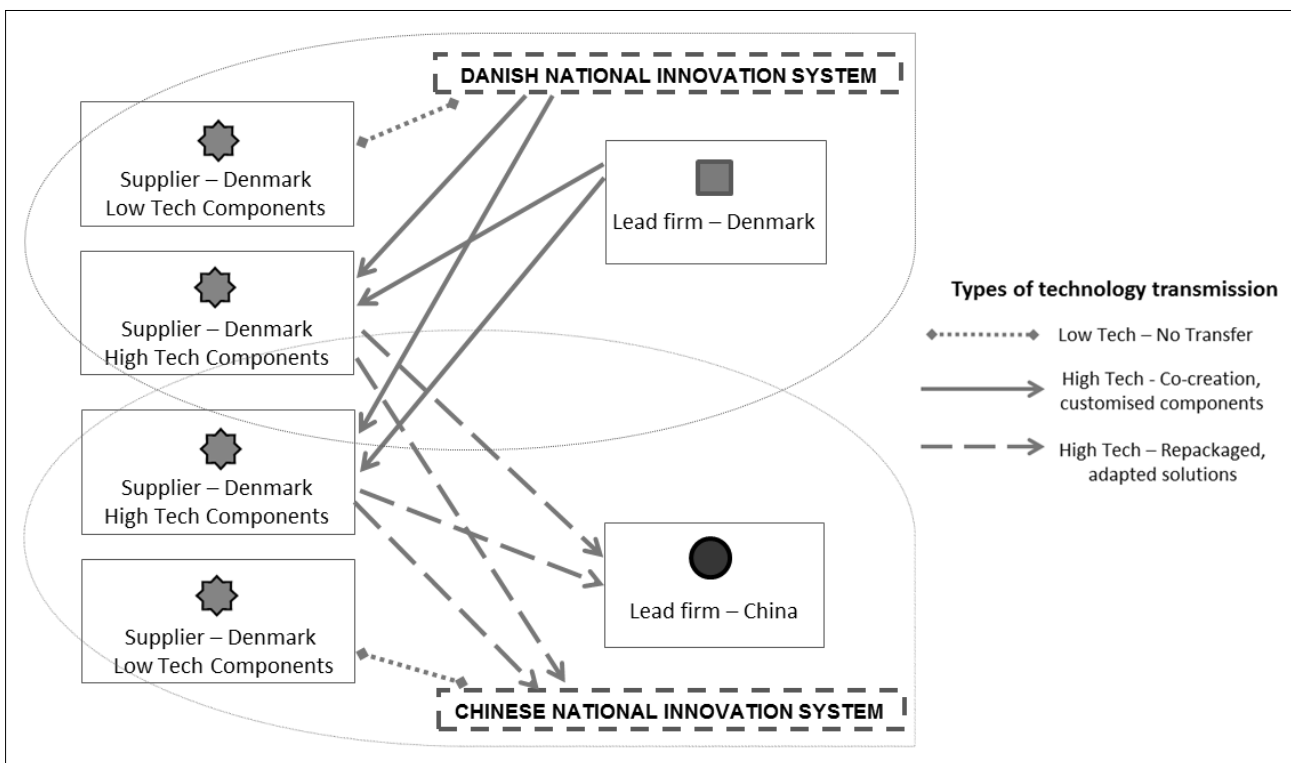 DANISH NATIONAL INNOVATION SYSTEM
Supplier – Denmark
Low Tech Components
Lead firm – Denmark
Supplier – Denmark
High Tech Components
Types of technology transmission
Low Tech – No Transfer
High Tech - Co-creation,
customised components
High Tech – Repackaged,
adapted solutions
Supplier – Denmark
High Tech Components
Lead firm – China
Supplier – Denmark
Low Tech Components
CHINESE NATIONAL INNOVATION SYSTEM